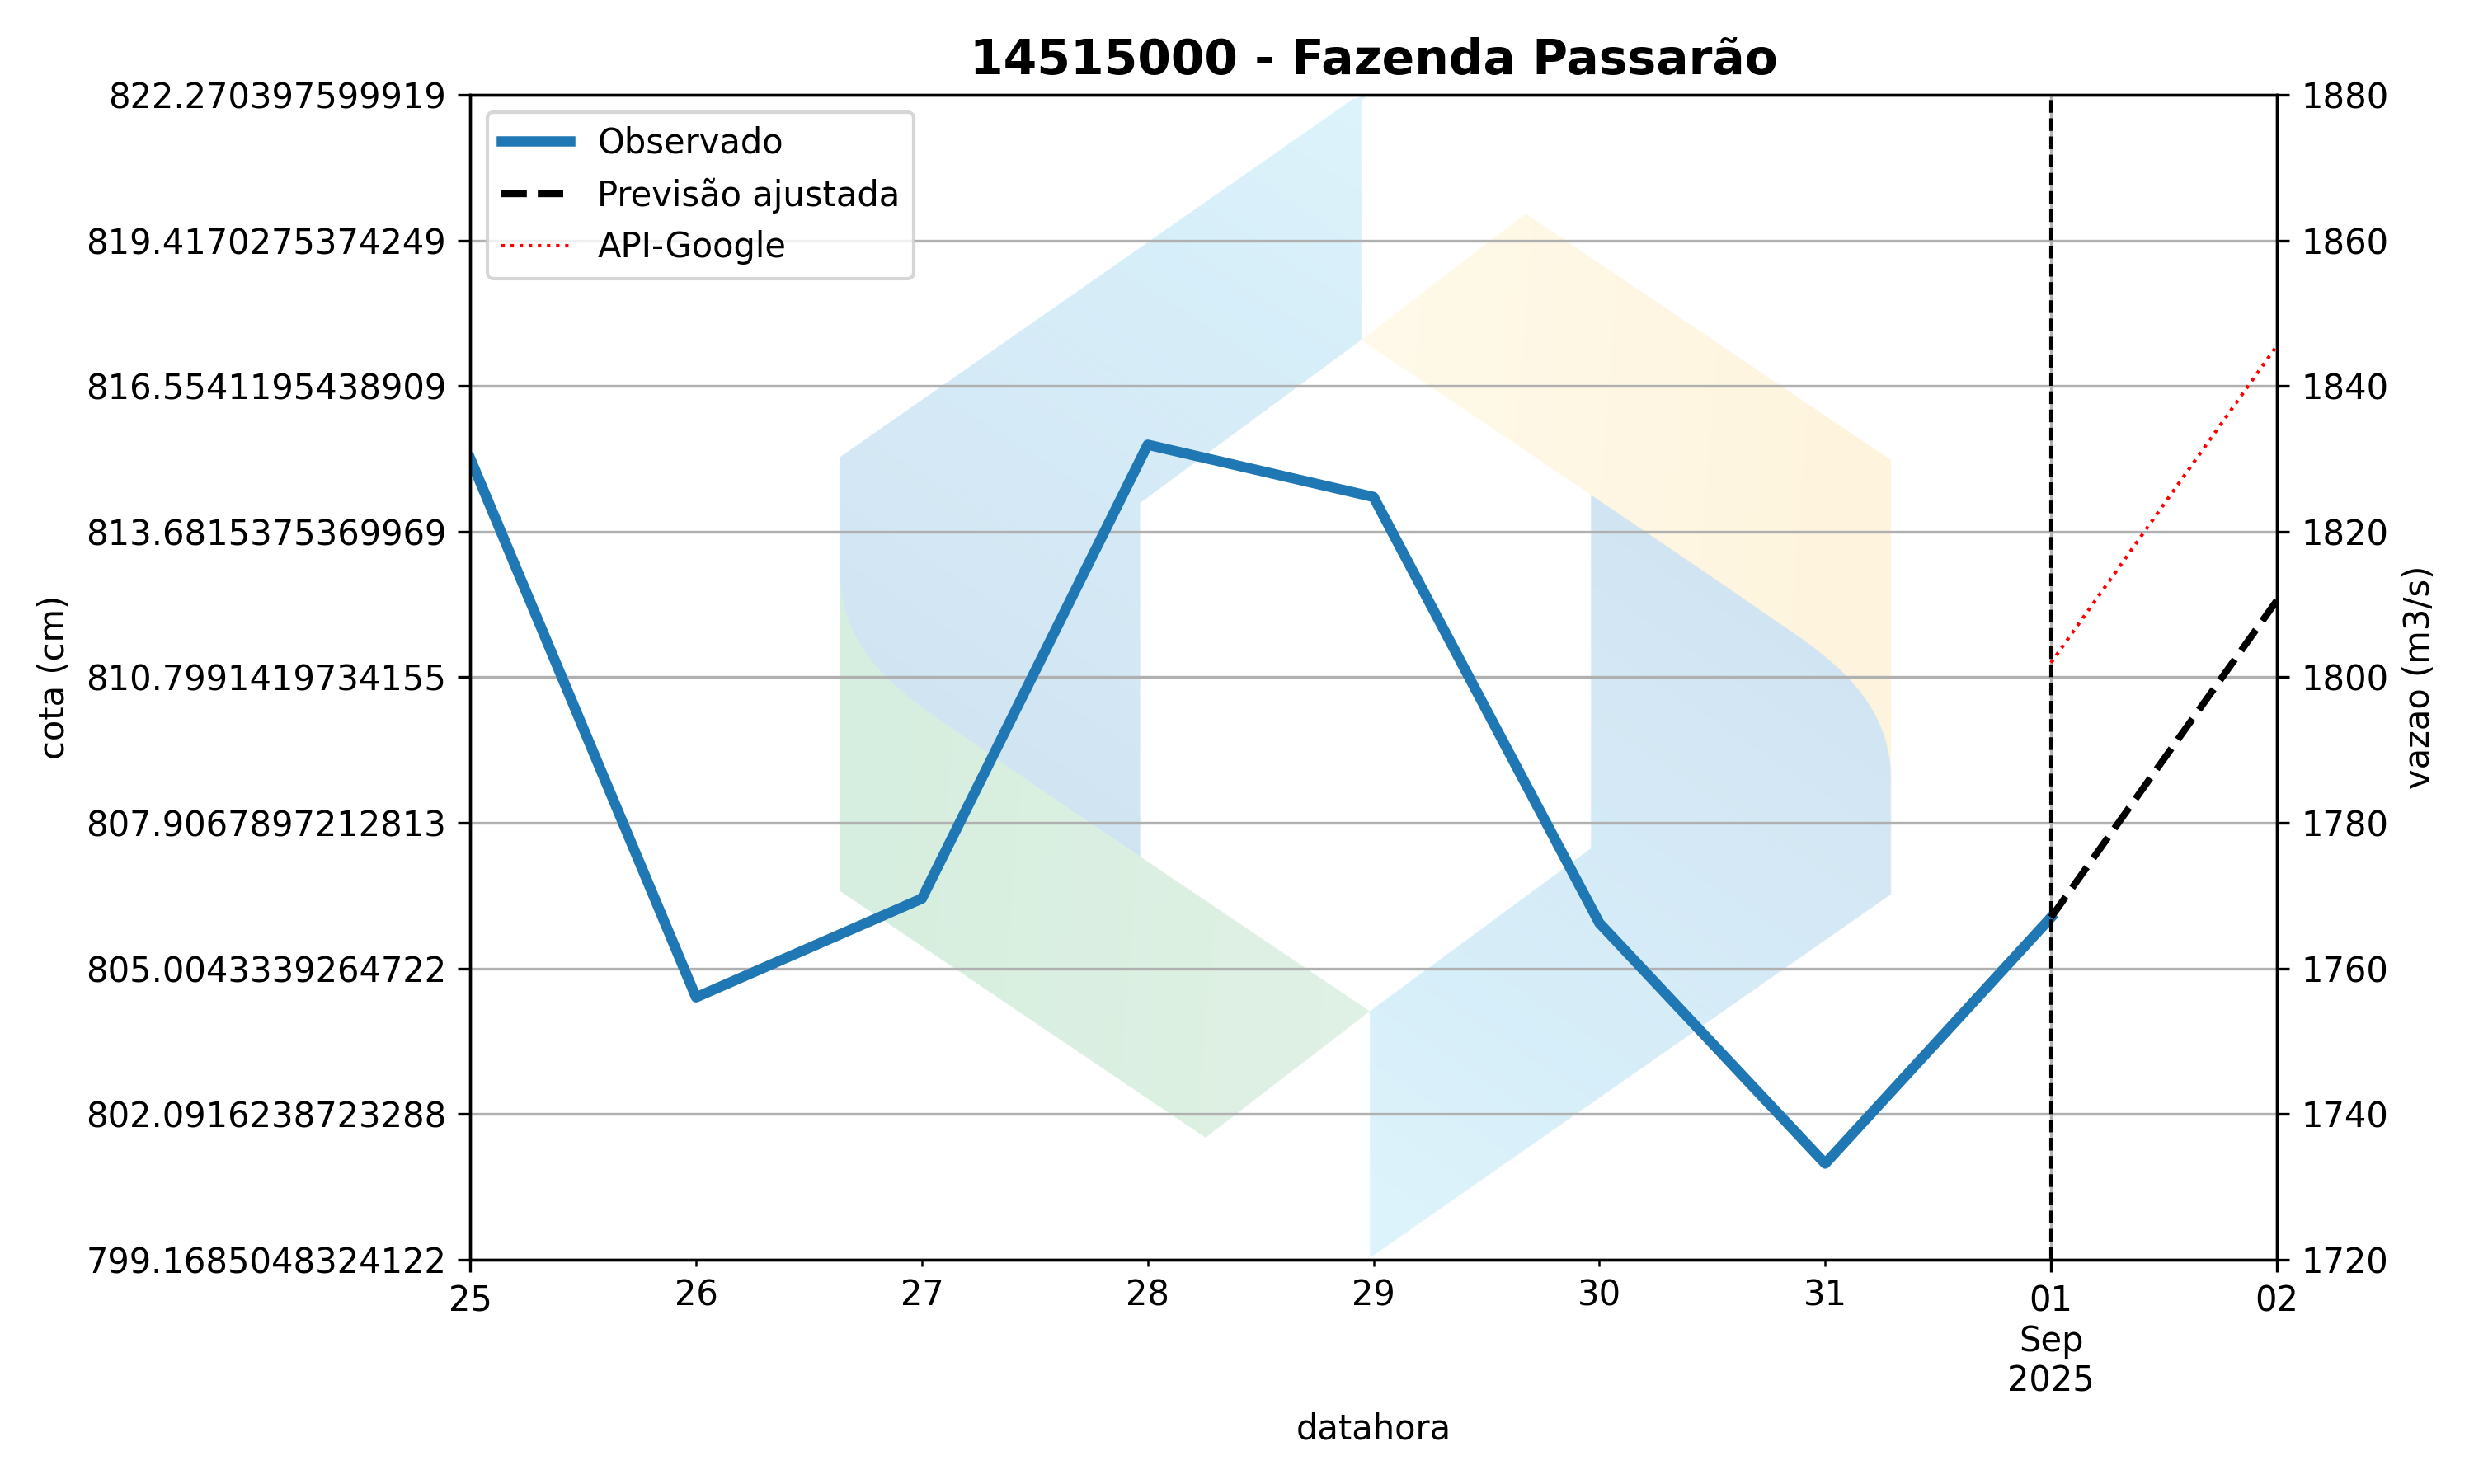 14515000 - Fazenda Passarão
822.270397599919
819.4170275374249
816.5541195438909
813.6815375369969
810.7991419734155
807.9067897212813
805.0043339264722
802.0916238723288
799.1685048324122
cota (cm)
Observado
Previsão ajustada
API-Google
1880
1860
1840
1820
1800
1780
1760
1740
1720
vazao (m3/s)
25 26 27 28 29 30 31 01 02
Sep
2025
datahora